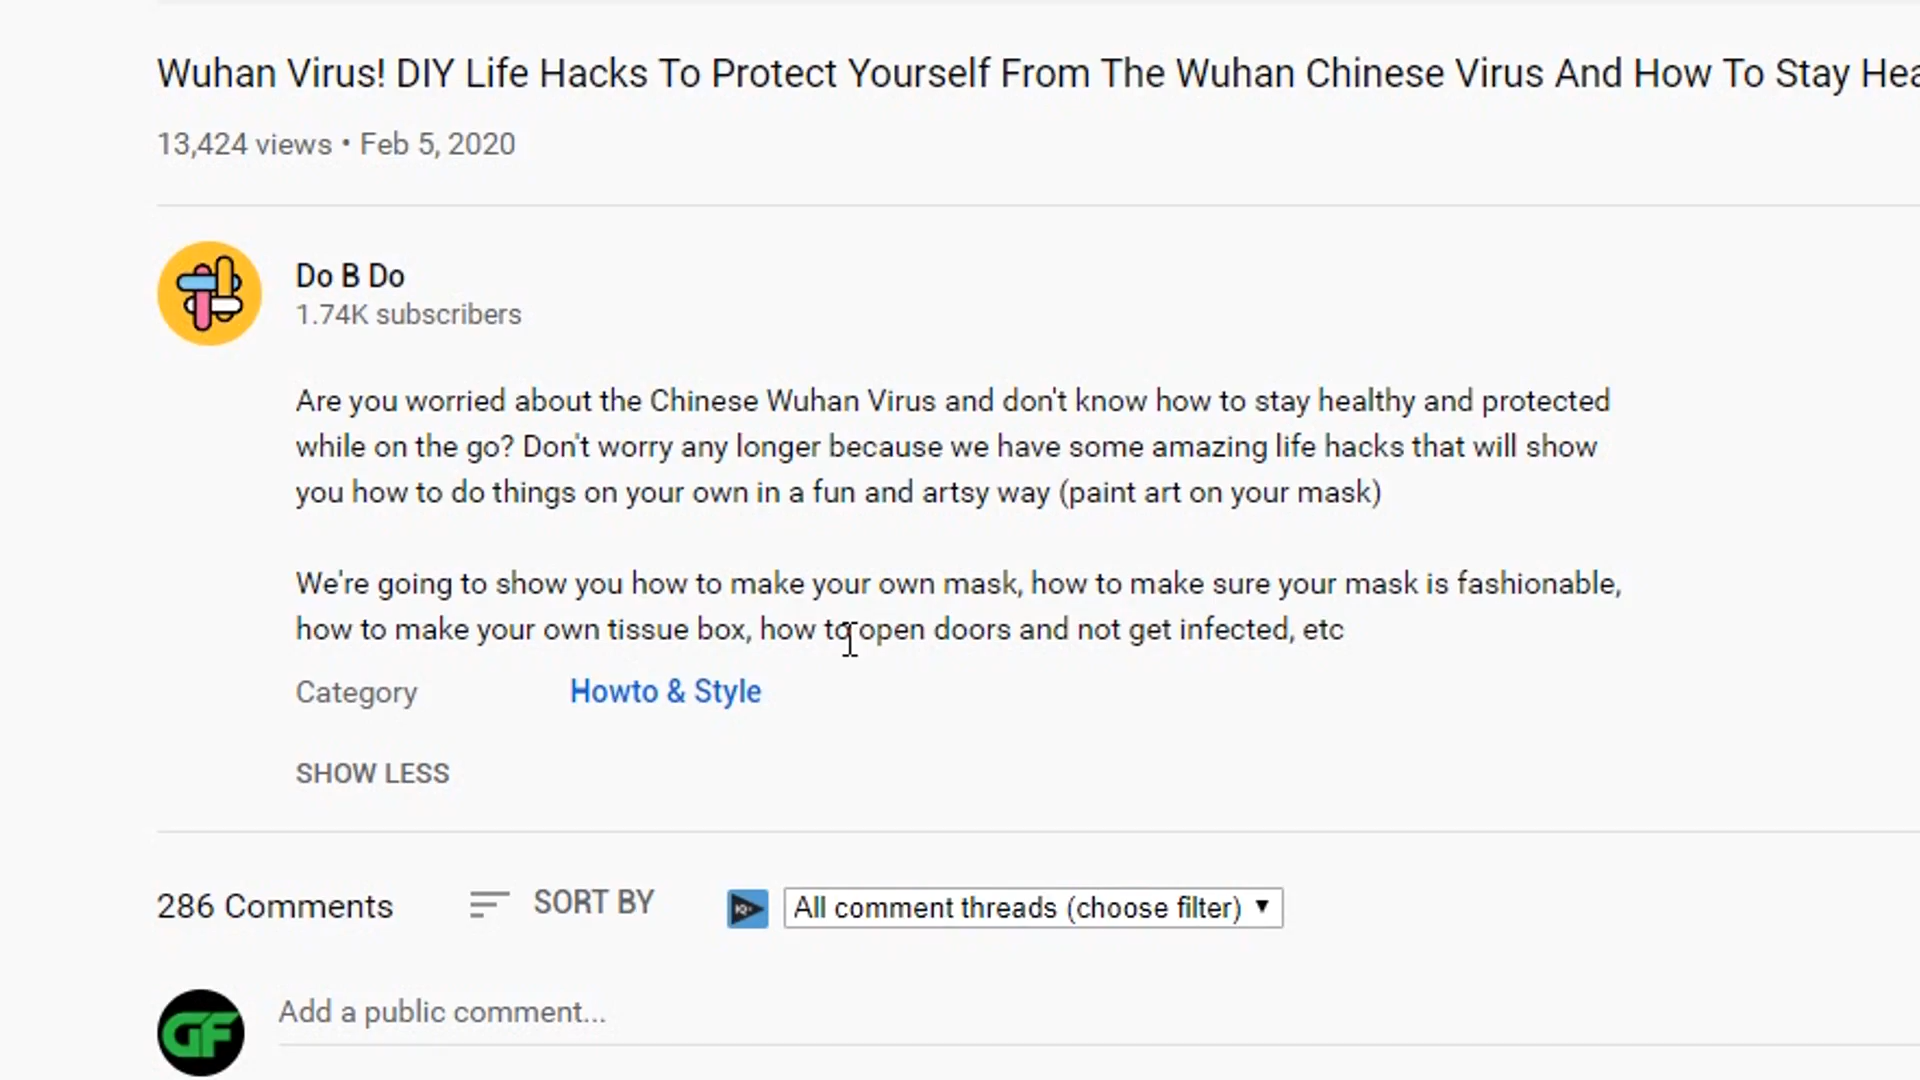 Wuhan Virus! DIY Life Hacks To Protect Yourself From The Wuhan Chinese Virus And How To Stay Hea
13,424 views • Feb 5, 2020
Do B Do
1.74K subscribers
Are you worried about the Chinese Wuhan Virus and don't know how to stay healthy and protected
while on the go? Don't worry any longer because we have some amazing life hacks that will show
you how to do things on your own in a fun and artsy way (paint art on your mask)
We're going to show you how to make your own mask, how to make sure your mask is fashionable,
how to make your own tissue box, how to open doors and not get infected, etc
Category Howto & Style
SHOW LESS
286 Comments SORT BY IQ+ All comment threads (choose filter) ▼
GF Add a public comment...